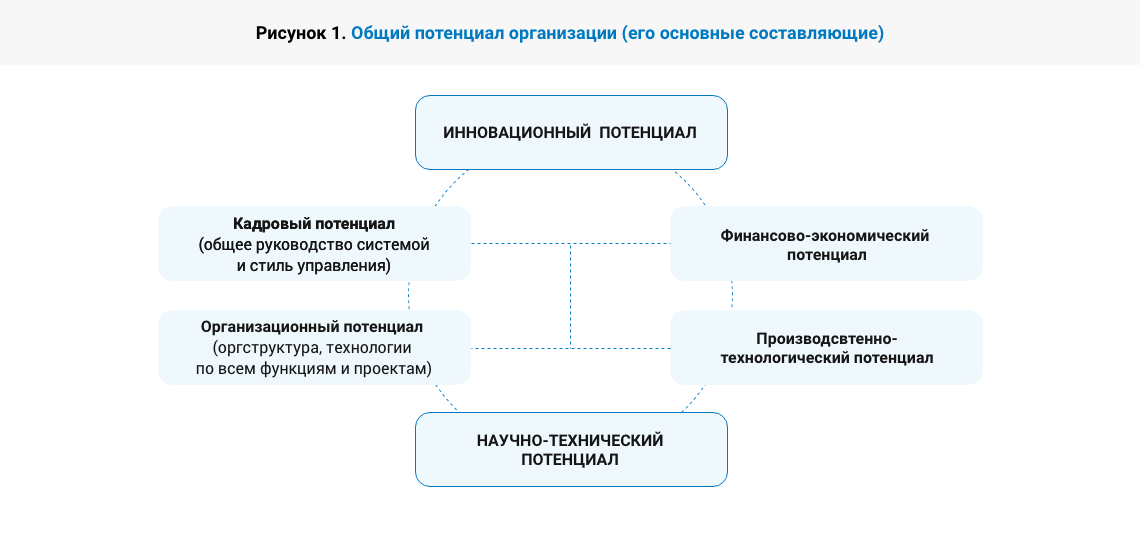 Рисунок 1. Общий потенциал организации (его основные составляющие)
ИННОВАЦИОННЫЙ ПОТЕНЦИАЛ
Кадровый потенциал
(общее руководство системой
и стиль управления)
Финансово-экономический
потенциал
Организационный потенциал
(оргструктура, технологии
по всем функциям и проектам)
Производсвтенно-
технологический потенциал
НАУЧНО-ТЕХНИЧЕСКИЙ
ПОТЕНЦИАЛ